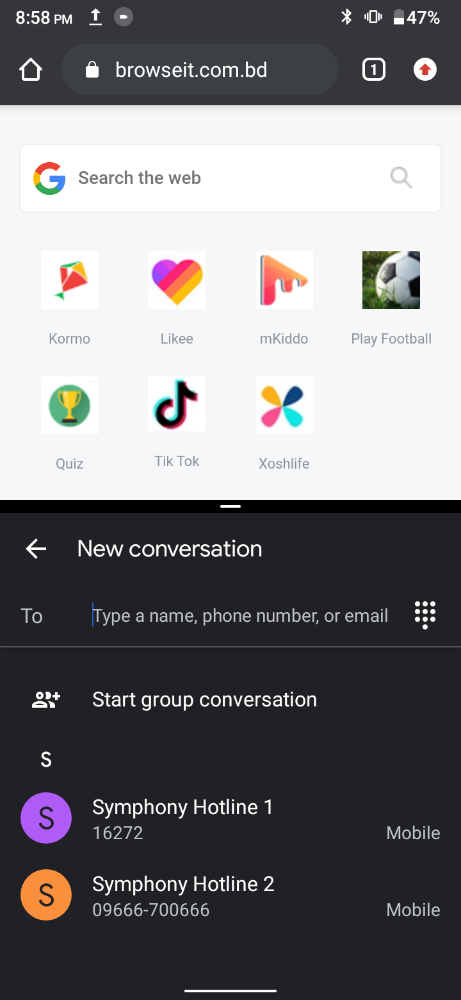 8:58 PM
47%
browseit.com.bd
1
Search the web
Kormo
Likee
mKiddo
Play Football
Quiz
Tik Tok
Xoshlife
New conversation
To
Type a name, phone number, or email
Start group conversation
S
S
Symphony Hotline 1
16272
Mobile
S
Symphony Hotline 2
09666-700666
Mobile